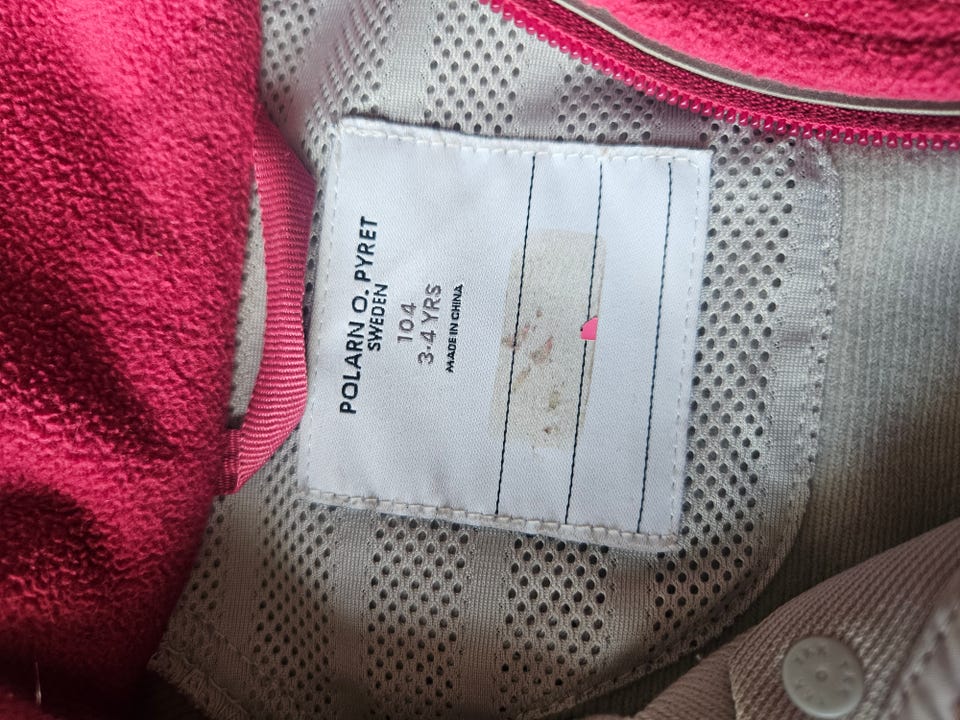 POLARN O. PYRET
SWEDEN
104
3-4 YRS
MADE IN CHINA